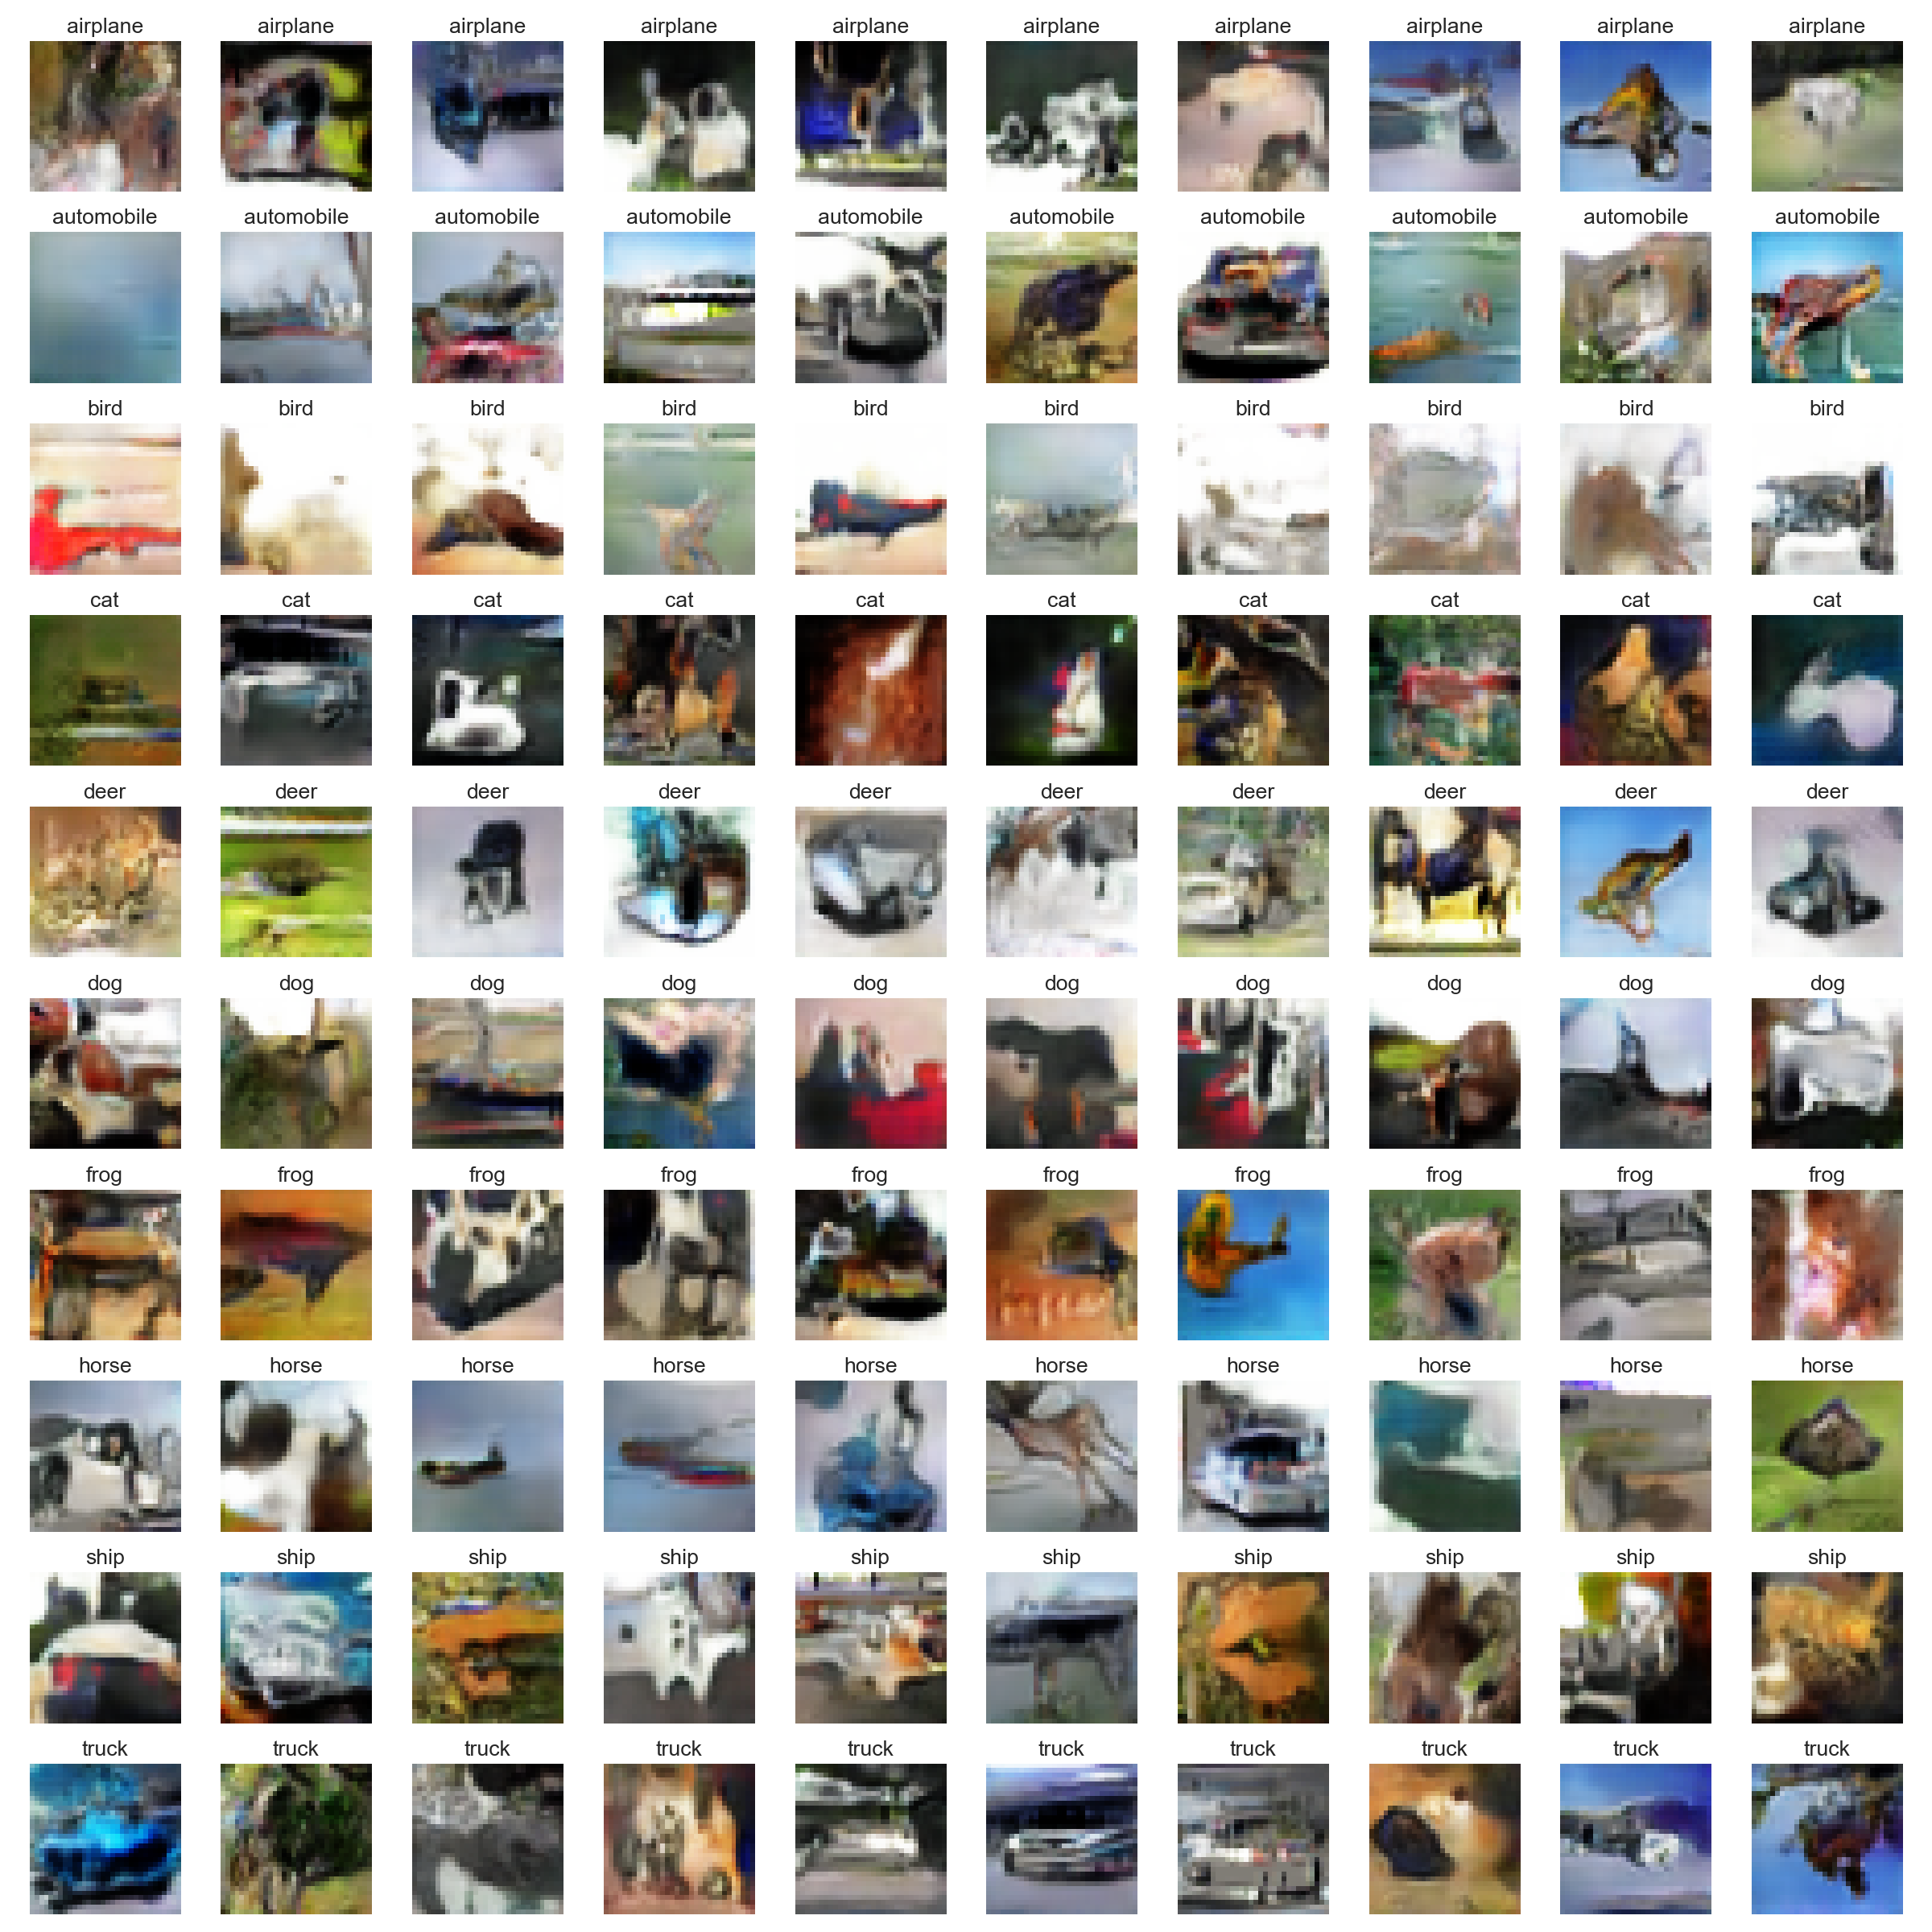 airplane airplane airplane airplane airplane airplane airplane airplane airplane airplane
automobile automobile automobile automobile automobile automobile automobile automobile automobile automobile
bird bird bird bird bird bird bird bird bird bird
cat cat cat cat cat cat cat cat cat cat
deer deer deer deer deer deer deer deer deer deer
dog dog dog dog dog dog dog dog dog dog
frog frog frog frog frog frog frog frog frog frog
horse horse horse horse horse horse horse horse horse horse
ship ship ship ship ship ship ship ship ship ship
truck truck truck truck truck truck truck truck truck truck